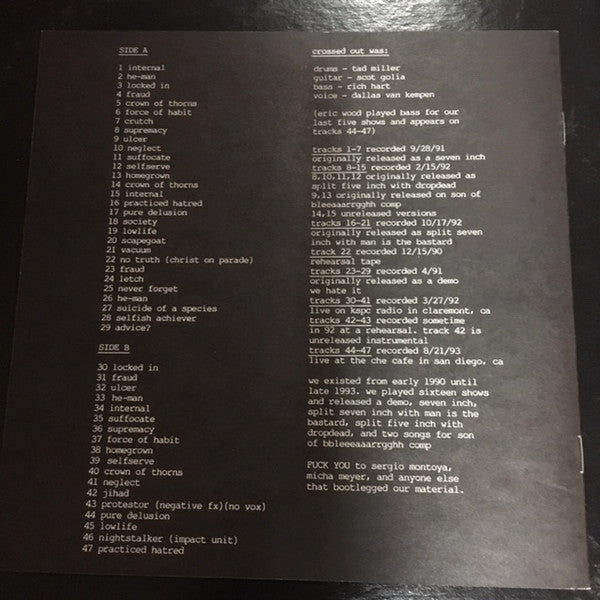 SIDE A
1 internal
2 he-man
3 locked in
4 fraud
5 crown of thorns
6 force of habit
7 crutch
8 supremacy
9 ulcer
10 neglect
11 suffocate
12 selfserve
13 homegrown
14 crown of thorns
15 internal
16 practiced hatred
17 pure delusion
18 society
19 lowlife
20 scapegoat
21 vacuum
22 no truth (christ on parade)
23 fraud
24 letch
25 never forget
26 he-man
27 suicide of a species
28 selfish achiever
29 advice?
SIDE B
30 locked in
31 fraud
32 ulcer
33 he-man
34 internal
35 suffocate
36 supremacy
37 force of habit
38 homegrown
39 selfserve
40 crown of thorns
41 neglect
42 jihad
43 protestor (negative fx)(no vox)
44 pure delusion
45 lowlife
46 nightstalker (impact unit)
47 practiced hatred
crossed out was:
drums - tad miller
guitar - scot golia
bass - rich hart
voice - dallas van kempen
(eric wood played bass for our
last five shows and appears on
tracks 44-47)
tracks 1-7 recorded 9/28/91
originally released as a seven inch
tracks 8-15 recorded 2/15/92
8,10,11,12 originally released as
split five inch with dropdead
9,13 originally released on son of
bleeeaaarrgghh comp
14,15 unreleased versions
tracks 16-21 recorded 10/17/92
originally released as split seven
inch with man is the bastard
track 22 recorded 12/15/90
rehearsal tape
tracks 23-29 recorded 4/91
originally released as a demo
we hate it
tracks 30-41 recorded 3/27/92
live on kspc radio in claremont, ca
tracks 42-43 recorded sometime
in 92 at a rehearsal. track 42 is
unreleased instrumental
tracks 44-47 recorded 8/21/93
live at the che cafe in san diego, ca
we existed from early 1990 until
late 1993. we played sixteen shows
and released a demo, seven inch,
split seven inch with man is the
bastard, split five inch with
dropdead, and two songs for son
of bbleeeaaarrgghh comp
FUCK YOU to sergio montoya,
micha meyer, and anyone else
that bootlegged our material.